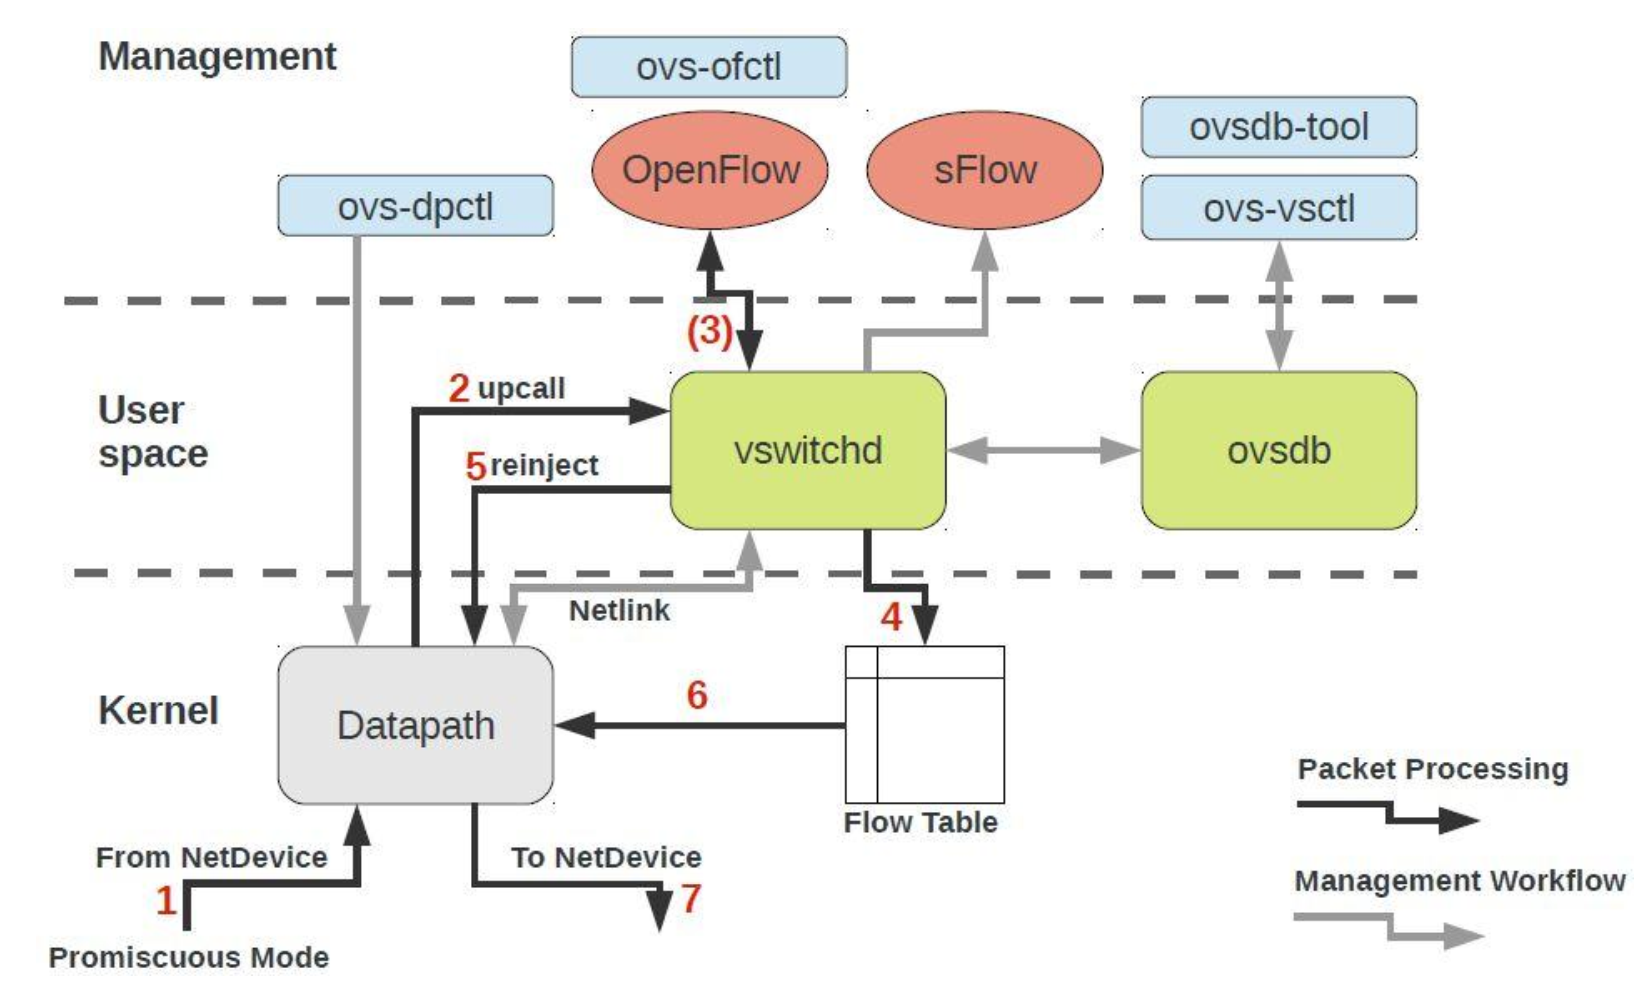 Management
ovs-ofctl
OpenFlow
sFlow
ovsdb-tool
ovs-vsctl
ovs-dpctl
(3)
2 upcall
User
space
5 reinject
vswitchd
ovsdb
Netlink
4
Kernel
Datapath
6
Flow Table
From NetDevice
1
Promiscuous Mode
To NetDevice
7
Packet Processing
Management Workflow